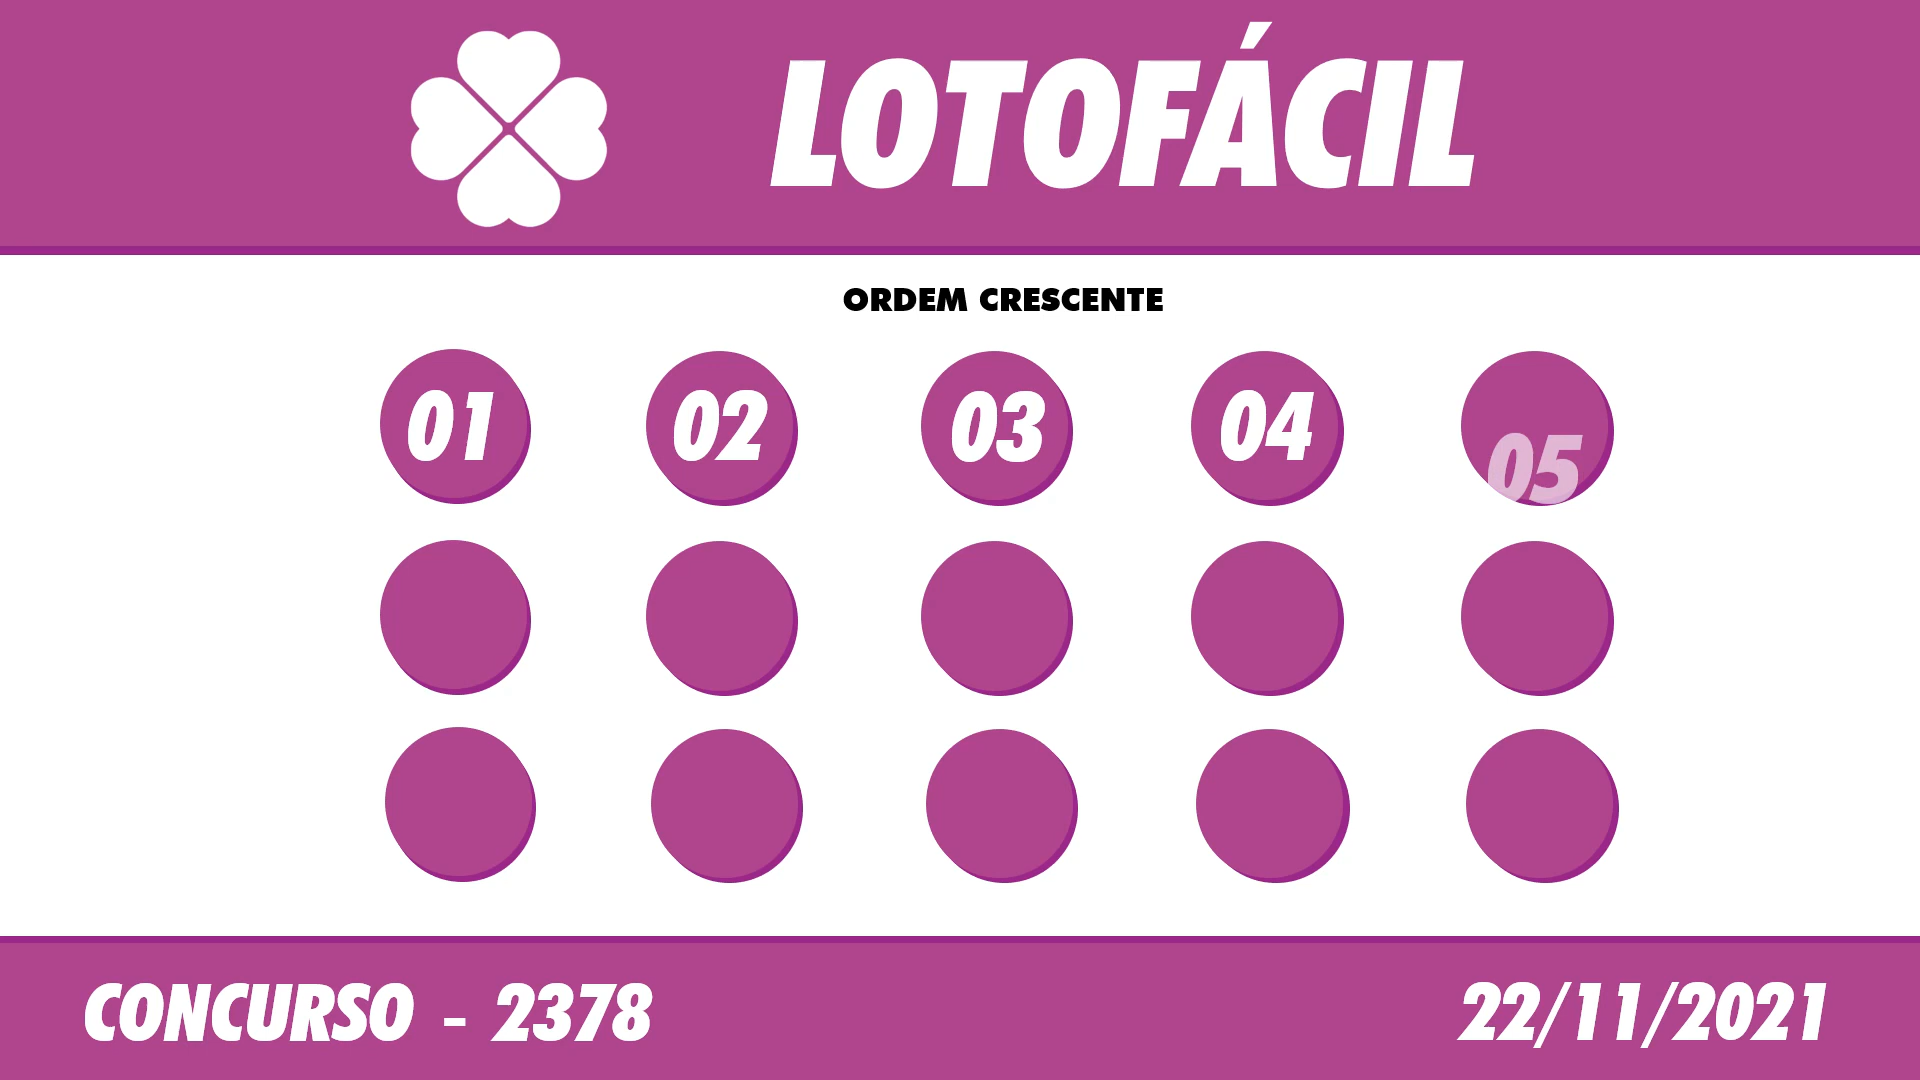 LOTOFÁCIL
ORDEM CRESCENTE
01 02 03 04 05
CONCURSO - 2378
22/11/2021